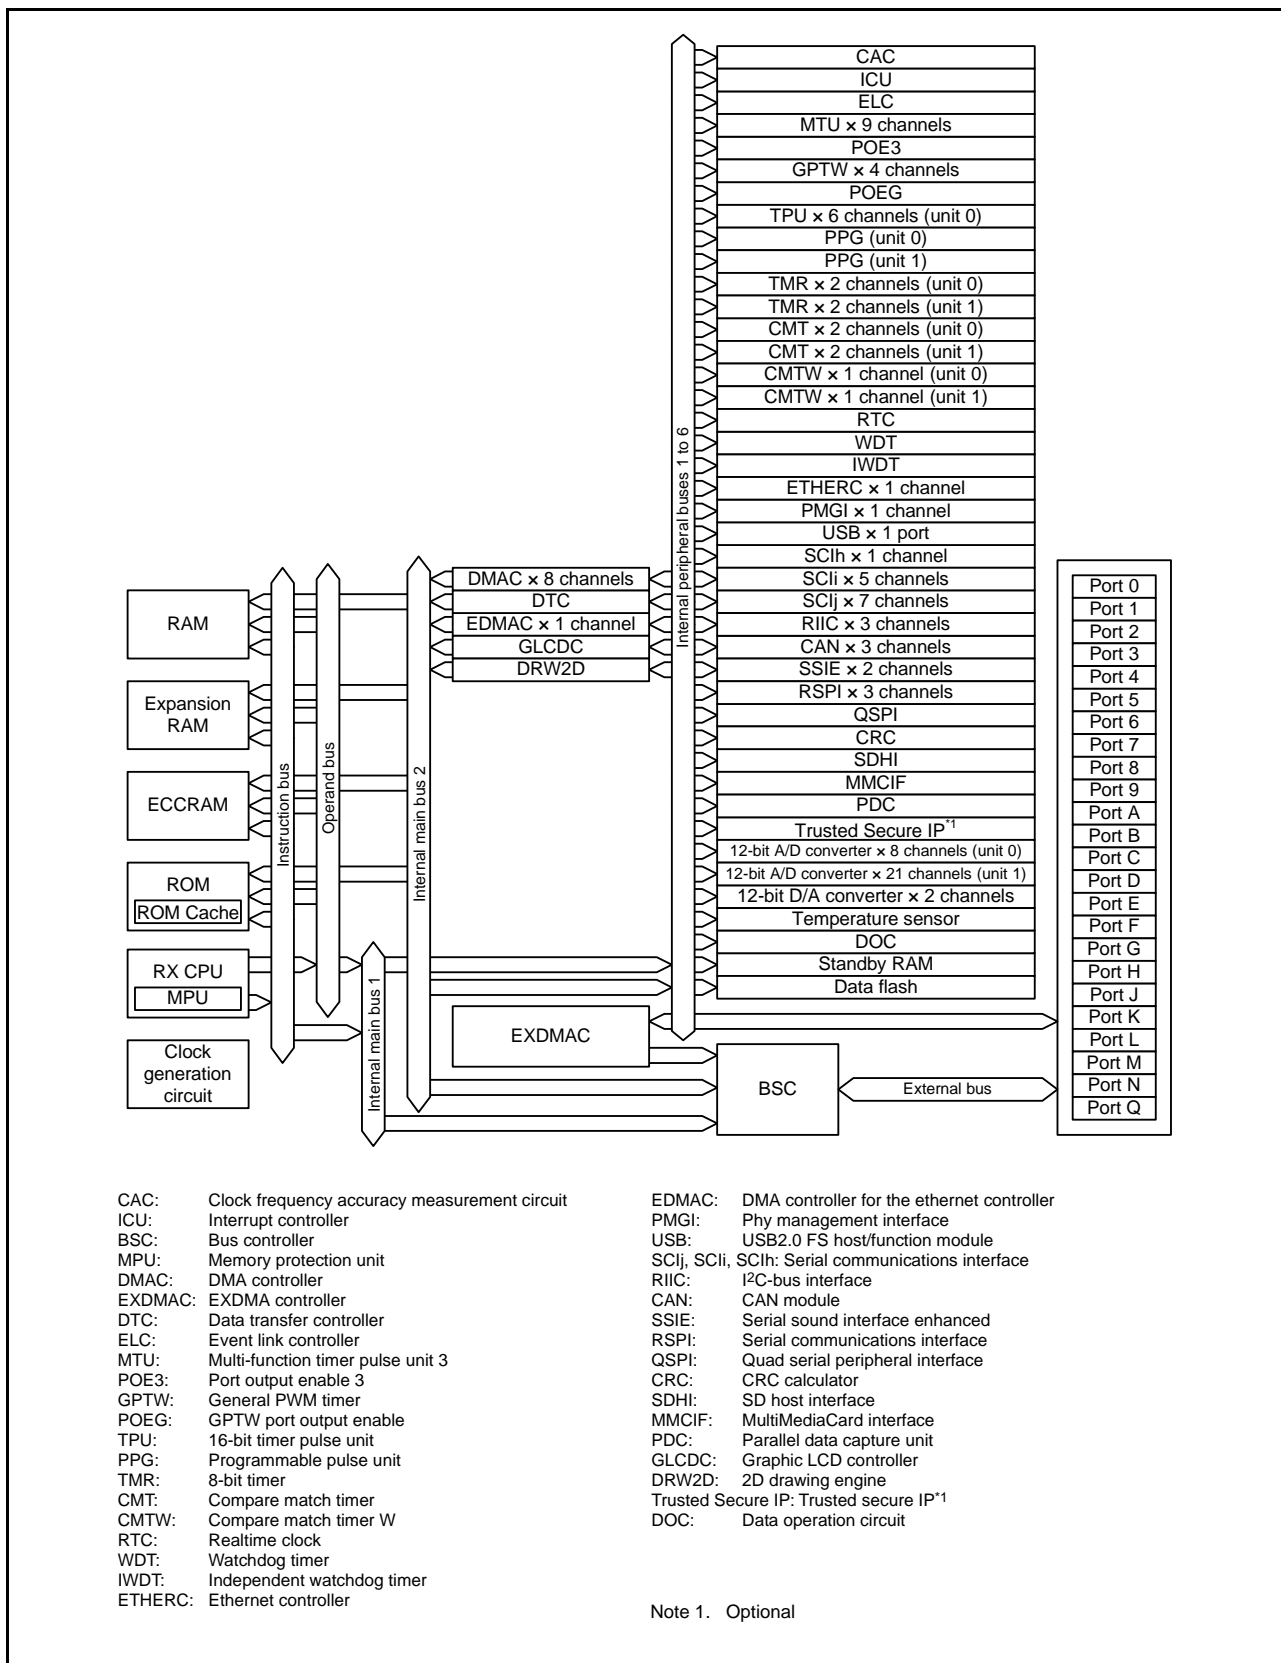 CAC
ICU
ELC
MTU × 9 channels
POE3
GPTW × 4 channels
POEG
TPU × 6 channels (unit 0)
PPG (unit 0)
PPG (unit 1)
TMR × 2 channels (unit 0)
TMR × 2 channels (unit 1)
CMT × 2 channels (unit 0)
CMT × 2 channels (unit 1)
CMTW × 1 channel (unit 0)
CMTW × 1 channel (unit 1)
RTC
WDT
IWDT
ETHERC × 1 channel
PMGI × 1 channel
USB × 1 port
SCIh × 1 channel
SCIi × 5 channels
SCIj × 7 channels
RIIC × 3 channels
CAN × 3 channels
SSIE × 2 channels
RSPI × 3 channels
QSPI
CRC
SDHI
MMCIF
PDC
Trusted Secure IP*1
12-bit A/D converter × 8 channels (unit 0)
12-bit A/D converter × 21 channels (unit 1)
12-bit D/A converter × 2 channels
Temperature sensor
DOC
Standby RAM
Data flash
Internal peripheral buses 1 to 6
DMAC × 8 channels
DTC
EDMAC × 1 channel
GLCDC
DRW2D
RAM
Expansion
RAM
ECCRAM
ROM
ROM Cache
RX CPU
MPU
Clock
generation
circuit
Instruction bus
Operand bus
Internal main bus 1
Internal main bus 2
EXDMAC
BSC
External bus
Port 0
Port 1
Port 2
Port 3
Port 4
Port 5
Port 6
Port 7
Port 8
Port 9
Port A
Port B
Port C
Port D
Port E
Port F
Port G
Port H
Port J
Port K
Port L
Port M
Port N
Port Q
CAC: Clock frequency accuracy measurement circuit
ICU: Interrupt controller
BSC: Bus controller
MPU: Memory protection unit
DMAC: DMA controller
EXDMAC: EXDMA controller
DTC: Data transfer controller
ELC: Event link controller
MTU: Multi-function timer pulse unit 3
POE3: Port output enable 3
GPTW: General PWM timer
POEG: GPTW port output enable
TPU: 16-bit timer pulse unit
PPG: Programmable pulse unit
TMR: 8-bit timer
CMT: Compare match timer
CMTW: Compare match timer W
RTC: Realtime clock
WDT: Watchdog timer
IWDT: Independent watchdog timer
ETHERC: Ethernet controller
EDMAC: DMA controller for the ethernet controller
PMGI: Phy management interface
USB: USB2.0 FS host/function module
SCIj, SCIi, SCIh: Serial communications interface
RIIC: I2C-bus interface
CAN: CAN module
SSIE: Serial sound interface enhanced
RSPI: Serial communications interface
QSPI: Quad serial peripheral interface
CRC: CRC calculator
SDHI: SD host interface
MMCIF: MultiMediaCard interface
PDC: Parallel data capture unit
GLCDC: Graphic LCD controller
DRW2D: 2D drawing engine
Trusted Secure IP: Trusted secure IP*1
DOC: Data operation circuit
Note 1. Optional